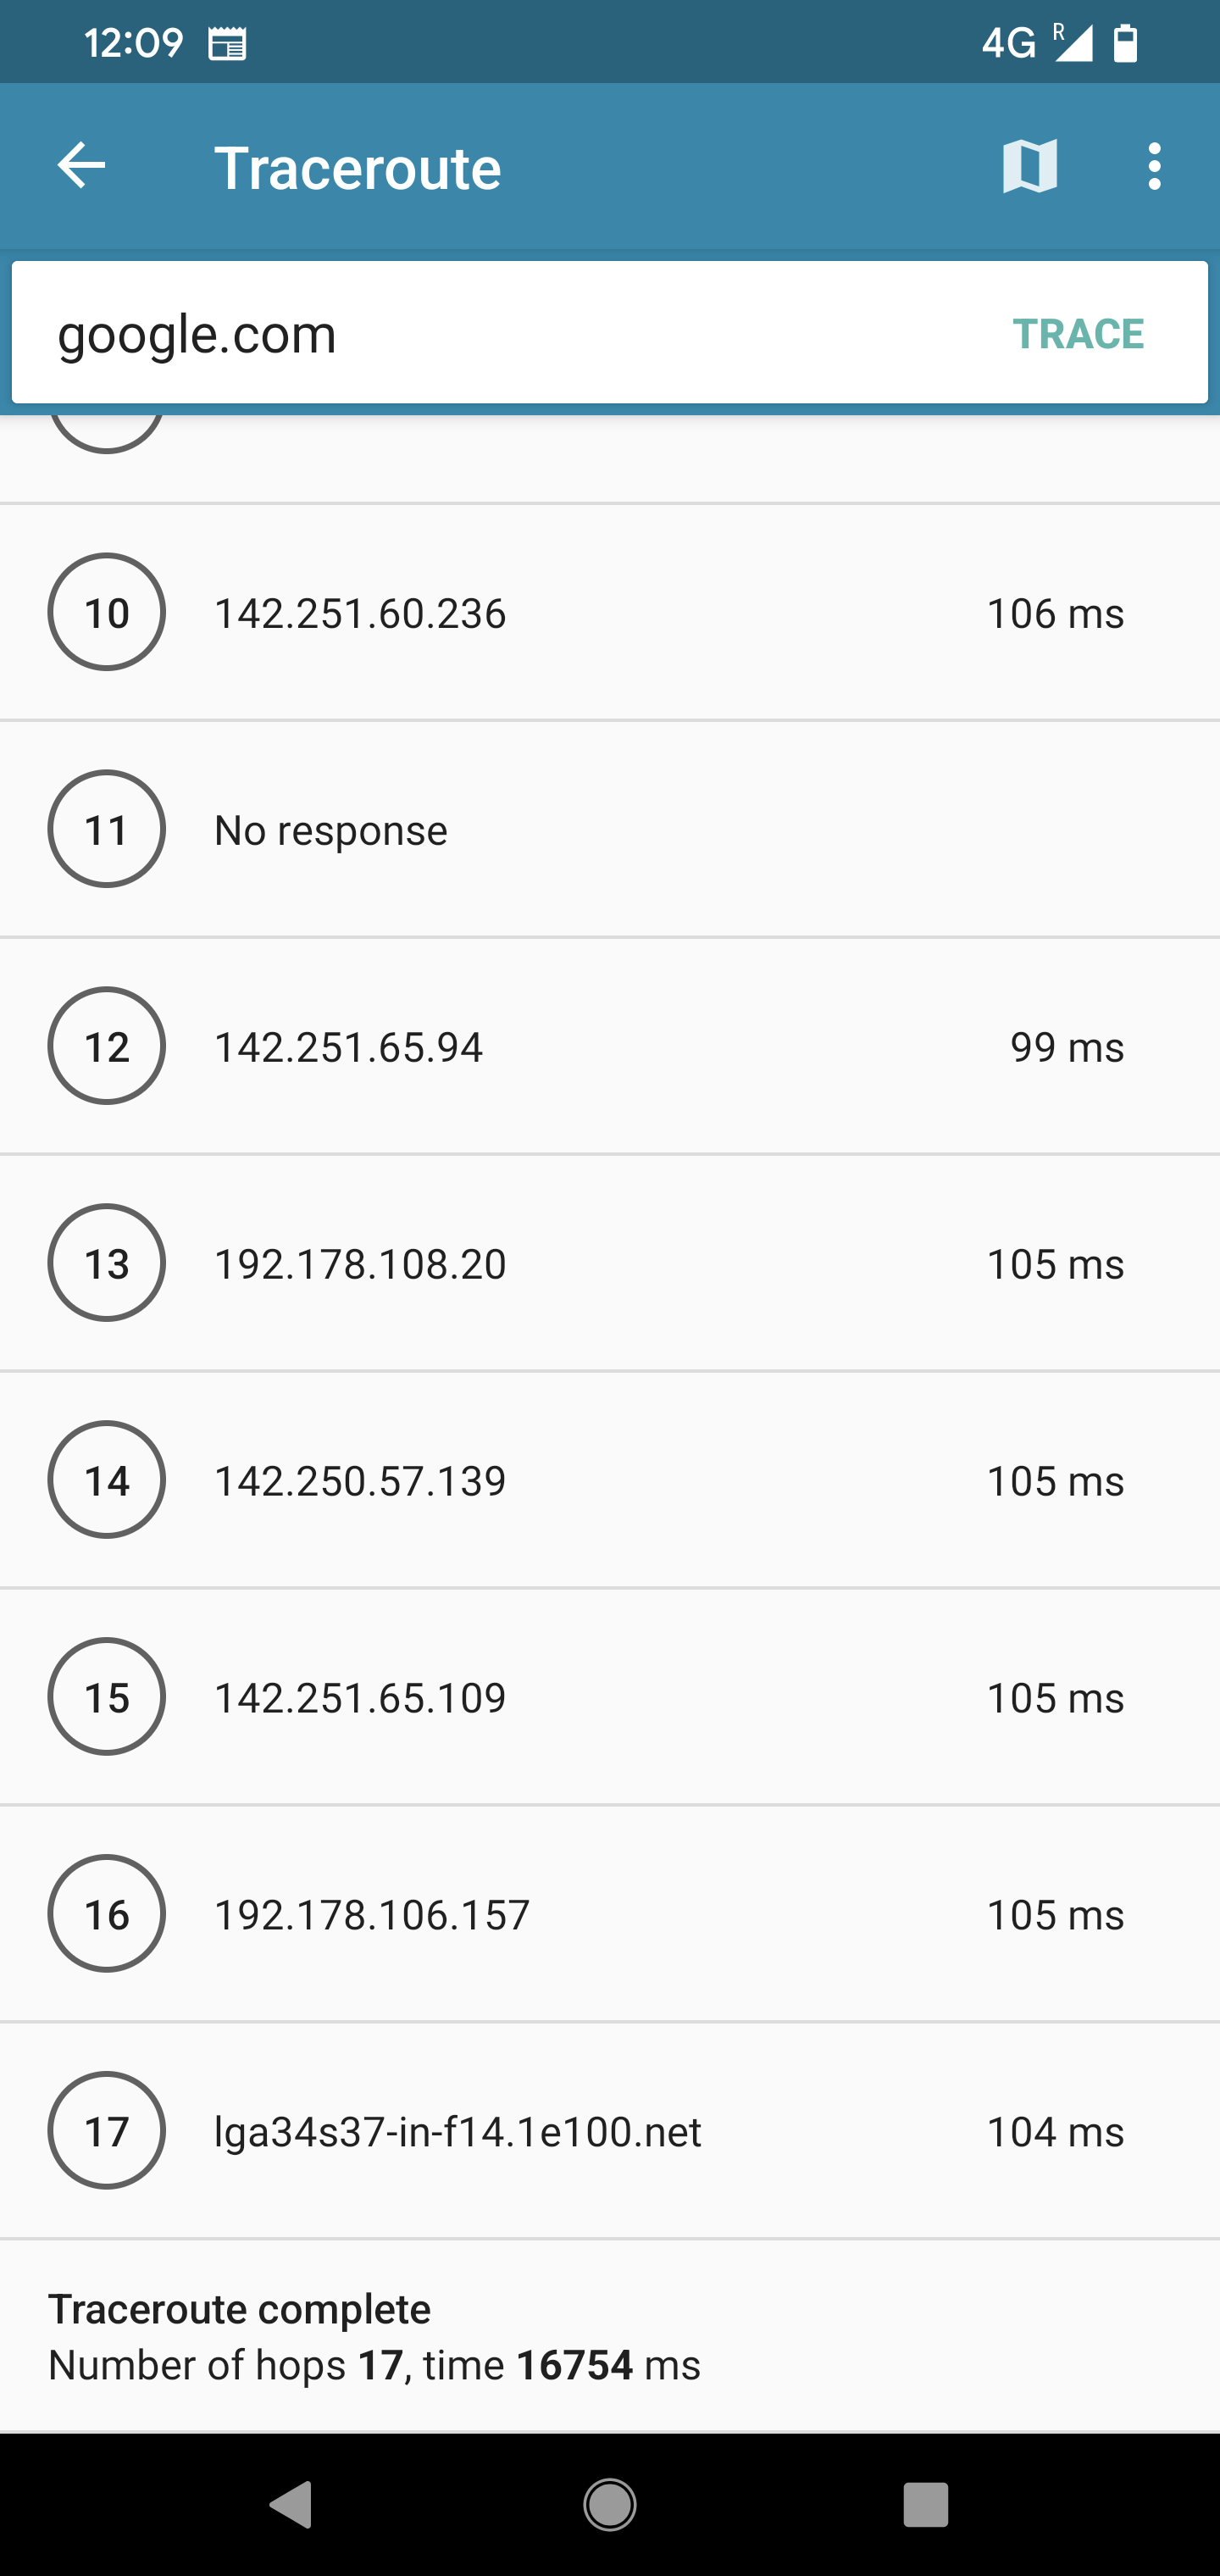 12:09 4G R
Traceroute
google.com TRACE
10 142.251.60.236 106 ms
11 No response
12 142.251.65.94 99 ms
13 192.178.108.20 105 ms
14 142.250.57.139 105 ms
15 142.251.65.109 105 ms
16 192.178.106.157 105 ms
17 lga34s37-in-f14.1e100.net 104 ms
Traceroute complete
Number of hops 17, time 16754 ms